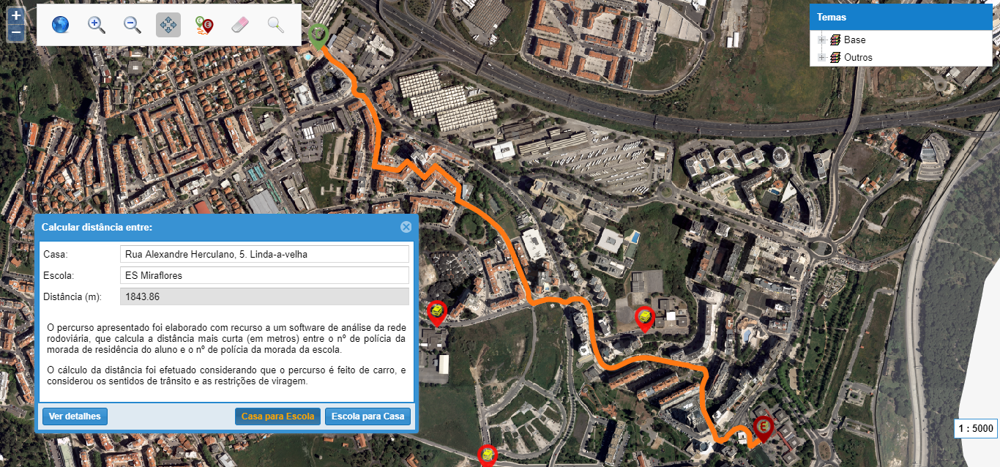 +
−
Temas
Base
Outros
Calcular distância entre:
Casa:
Rua Alexandre Herculano, 5. Linda-a-velha
Escola:
ES Miraflores
Distância (m):
1843.86
O percurso apresentado foi elaborado com recurso a um software de análise da rede
rodoviária, que calcula a distância mais curta (em metros) entre o nº de polícia da
morada de residência do aluno e o nº de polícia da morada da escola.
O cálculo da distância foi efetuado considerando que o percurso é feito de carro, e
considerou os sentidos de trânsito e as restrições de viragem.
Ver detalhes
Casa para Escola
Escola para Casa
E
1 : 5000